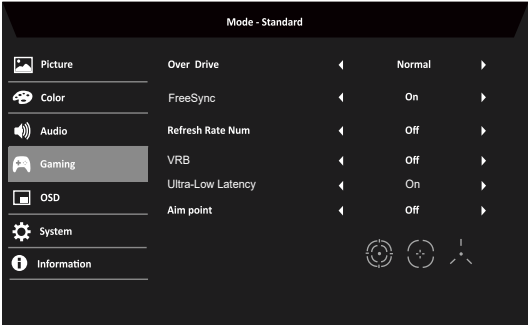 Mode - Standard
Picture
Over Drive Normal
Color
FreeSync On
Audio
Refresh Rate Num Off
Gaming
VRB Off
Ultra-Low Latency On
OSD
Aim point Off
System
Information